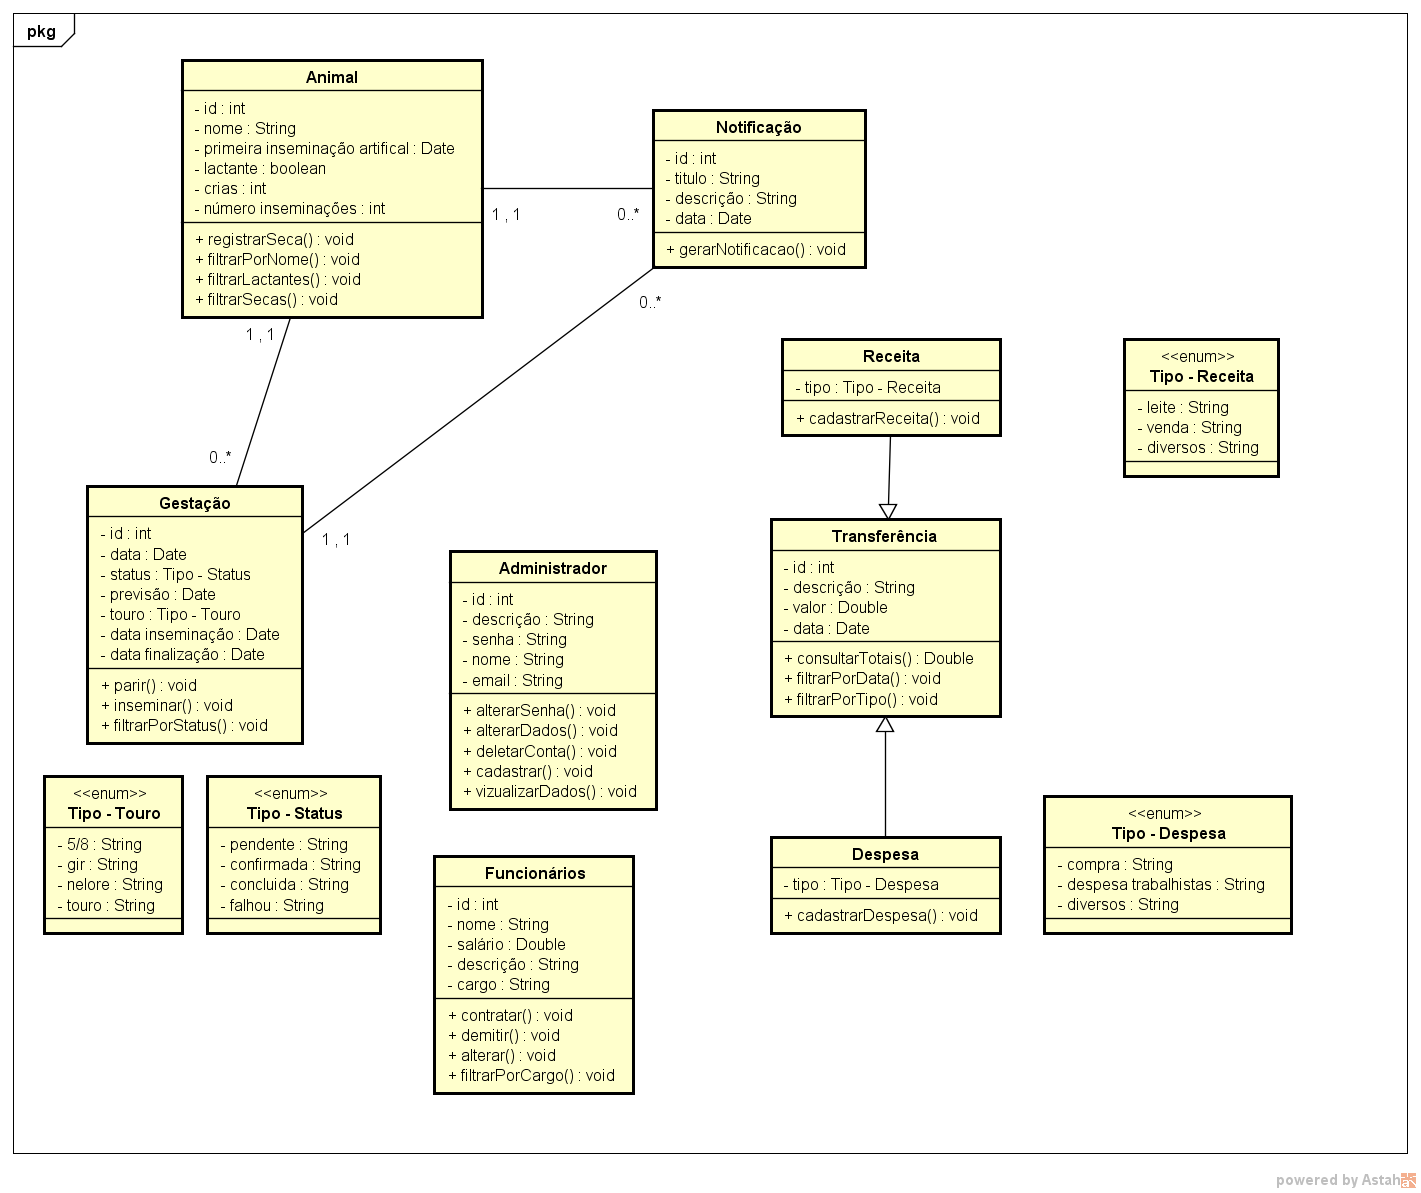 pkg
Animal
- id : int
- nome : String
- primeira inseminação artifical : Date
- lactante : boolean
- crias : int
- número inseminações : int
+ registrarSeca() : void
+ filtrarPorNome() : void
+ filtrarLactantes() : void
+ filtrarSecas() : void
Notificação
- id : int
- titulo : String
- descrição : String
- data : Date
+ gerarNotificacao() : void
1 , 1
0..*
1 , 1
0..*
0..*
1 , 1
Receita
- tipo : Tipo - Receita
+ cadastrarReceita() : void
<<enum>>
Tipo - Receita
- leite : String
- venda : String
- diversos : String
Gestação
- id : int
- data : Date
- status : Tipo - Status
- previsão : Date
- touro : Tipo - Touro
- data inseminação : Date
- data finalização : Date
+ parir() : void
+ inseminar() : void
+ filtrarPorStatus() : void
Administrador
- id : int
- descrição : String
- senha : String
- nome : String
- email : String
+ alterarSenha() : void
+ alterarDados() : void
+ deletarConta() : void
+ cadastrar() : void
+ vizualizarDados() : void
Transferência
- id : int
- descrição : String
- valor : Double
- data : Date
+ consultarTotais() : Double
+ filtrarPorData() : void
+ filtrarPorTipo() : void
<<enum>>
Tipo - Touro
- 5/8 : String
- gir : String
- nelore : String
- touro : String
<<enum>>
Tipo - Status
- pendente : String
- confirmada : String
- concluida : String
- falhou : String
Funcionários
- id : int
- nome : String
- salário : Double
- descrição : String
- cargo : String
+ contratar() : void
+ demitir() : void
+ alterar() : void
+ filtrarPorCargo() : void
Despesa
- tipo : Tipo - Despesa
+ cadastrarDespesa() : void
<<enum>>
Tipo - Despesa
- compra : String
- despesa trabalhistas : String
- diversos : String
powered by Astah